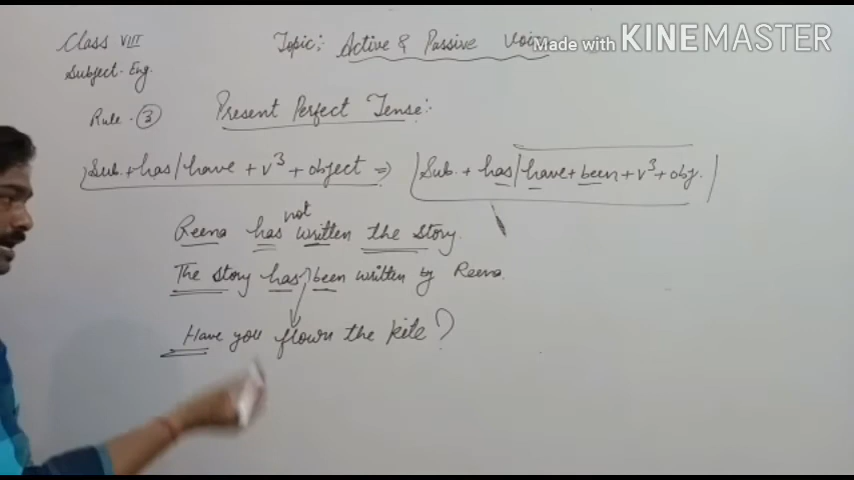 Class VIII
Topic: Active & Passive Voice
Made with KINEMASTER
Subject - Eng.
Rule - 3 Present Perfect Tense:
Sub. + has/have + v³ + object ⇒ Sub. + has/have + been + v³ + obj.
not
Reena has written the story.
The story has been written by Reena.
Have you flown the kite?